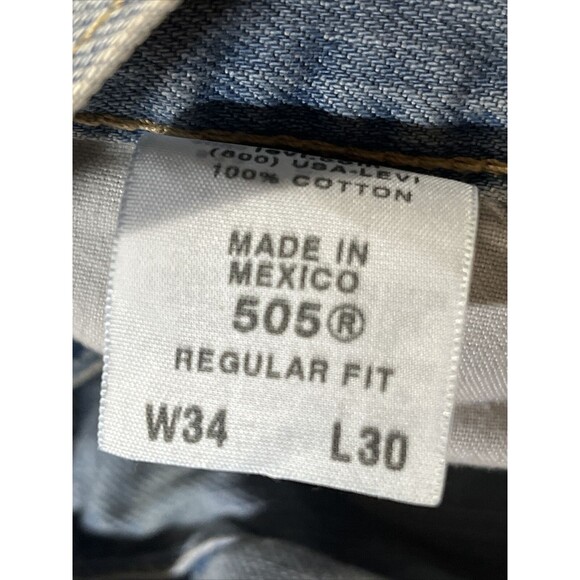 (800) USA-LEVI
100% COTTON
MADE IN
MEXICO
505®
REGULAR FIT
W34 L30